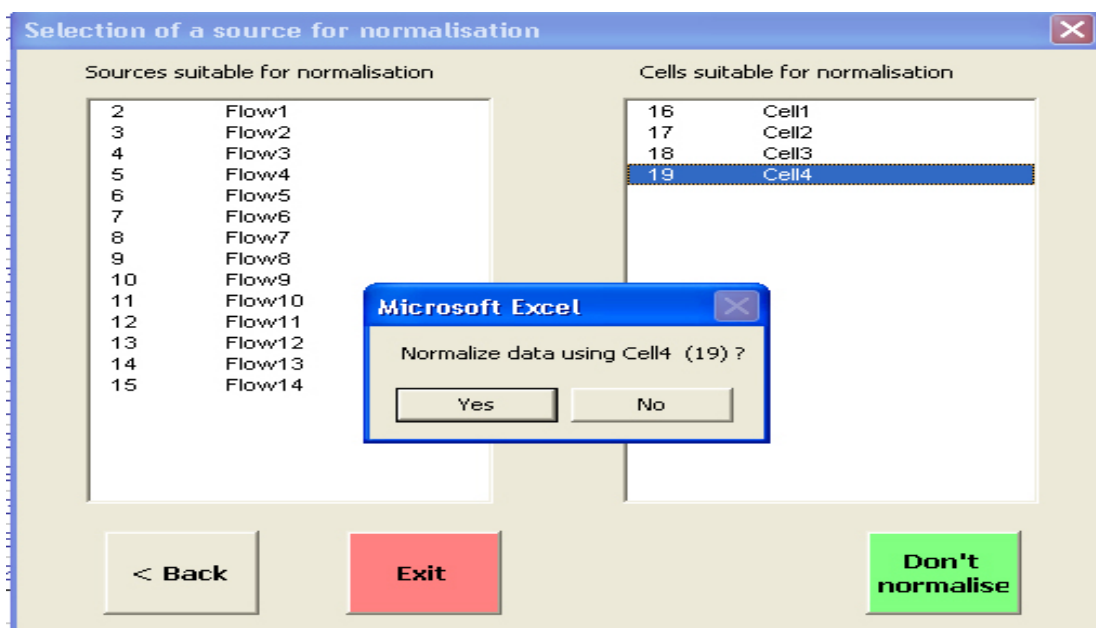 Selection of a source for normalisation
Sources suitable for normalisation
2 Flow1
3 Flow2
4 Flow3
5 Flow4
6 Flow5
7 Flow6
8 Flow7
9 Flow8
10 Flow9
11 Flow10
12 Flow11
13 Flow12
14 Flow13
15 Flow14
Cells suitable for normalisation
16 Cell1
17 Cell2
18 Cell3
19 Cell4
Microsoft Excel
Normalize data using Cell4 (19) ?
Yes
No
< Back
Exit
Don't
normalise